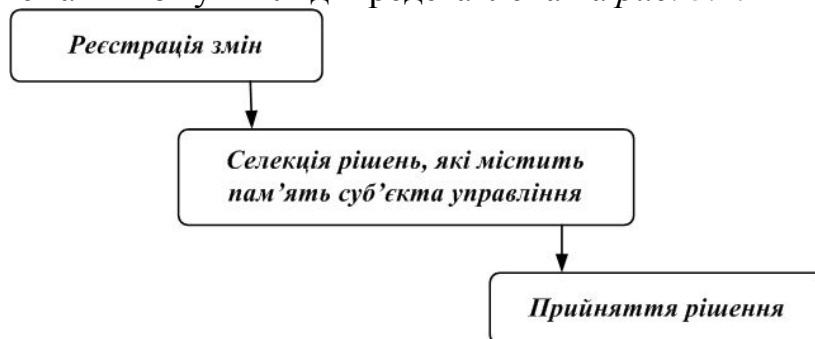 Реєстрація змін
Селекція рішень, які містить
пам’ять суб’єкта управління
Прийняття рішення